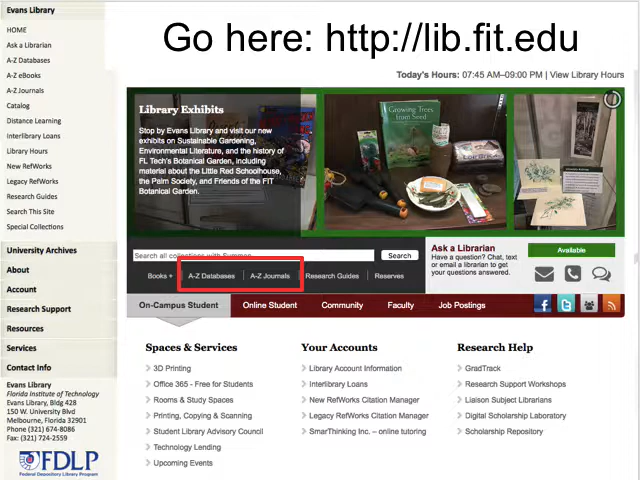 Evans Library
HOME
Ask a Librarian
A-Z Databases
A-Z eBooks
A-Z Journals
Catalog
Distance Learning
Interlibrary Loans
Library Hours
New RefWorks
Legacy RefWorks
Research Guides
Search This Site
Special Collections
University Archives
About
Account
Research Support
Resources
Services
Contact Info
Evans Library
Florida Institute of Technology
Evans Library, Bldg 428
150 W. University Blvd
Melbourne, Florida 32901
Phone (321) 674-8086
Fax: (321) 724-2559
FDLP
Federal Depository Library Program
Go here: http://lib.fit.edu
Today's Hours: 07:45 AM–09:00 PM | View Library Hours
Library Exhibits
Stop by Evans Library and visit our new
exhibits on Sustainable Gardening,
Environmental Literature, and the history of
FL Tech's Botanical Garden, including
material about the Little Red Schoolhouse,
the Palm Society, and Friends of the FIT
Botanical Garden.
Growing Trees
from Seed
Search all collections with Summon
Search
Books +
A-Z Databases
A-Z Journals
Research Guides
Reserves
Ask a Librarian
Have a question? Chat, text
or email a librarian to get
your questions answered.
Available
On-Campus Student
Online Student
Community
Faculty
Job Postings
Spaces & Services
3D Printing
Office 365 - Free for Students
Rooms & Study Spaces
Printing, Copying & Scanning
Student Library Advisory Council
Technology Lending
Upcoming Events
Your Accounts
Library Account Information
Interlibrary Loans
New RefWorks Citation Manager
Legacy RefWorks Citation Manager
SmarThinking Inc. – online tutoring
Research Help
GradTrack
Research Support Workshops
Liaison Subject Librarians
Digital Scholarship Laboratory
Scholarship Repository